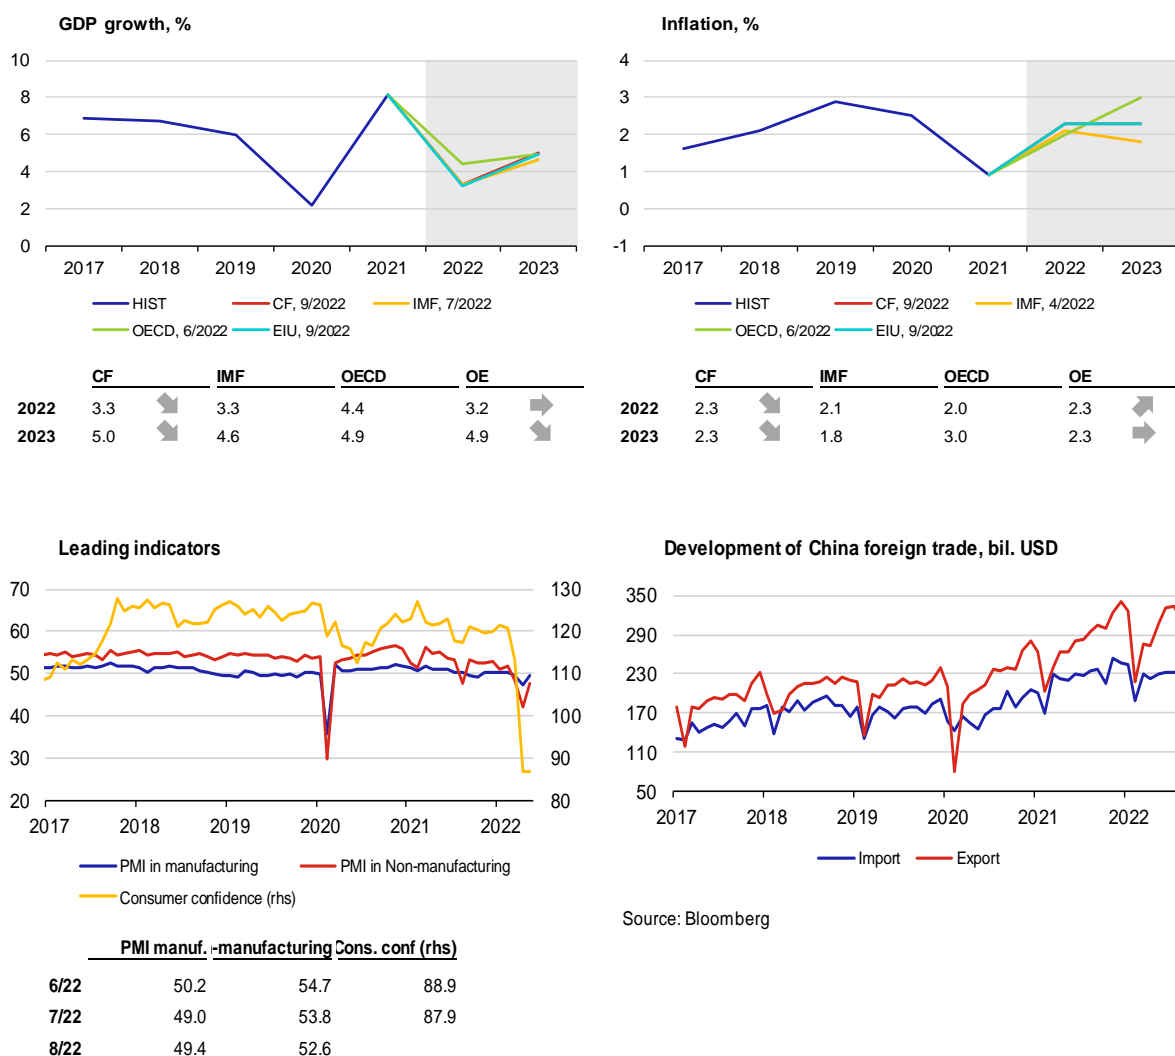 GDP growth, %
10
8
6
4
2
0
2017 2018 2019 2020 2021 2022 2023
HIST CF, 9/2022 IMF, 7/2022
OECD, 6/2022 EIU, 9/2022
CF IMF OECD OE
2022 3.3 3.3 4.4 3.2
2023 5.0 4.6 4.9 4.9
Inflation, %
4
3
2
1
0
-1
2017 2018 2019 2020 2021 2022 2023
HIST CF, 9/2022 IMF, 4/2022
OECD, 6/2022 EIU, 9/2022
CF IMF OECD OE
2022 2.3 2.1 2.0 2.3
2023 2.3 1.8 3.0 2.3
Leading indicators
70 130
60 120
50 110
40 100
30 90
20 80
2017 2018 2019 2020 2021 2022
PMI in manufacturing PMI in Non-manufacturing
Consumer confidence (rhs)
PMI manuf. -manufacturing Cons. conf (rhs)
6/22 50.2 54.7 88.9
7/22 49.0 53.8 87.9
8/22 49.4 52.6
Development of China foreign trade, bil. USD
350
290
230
170
110
50
2017 2018 2019 2020 2021 2022
Import Export
Source: Bloomberg